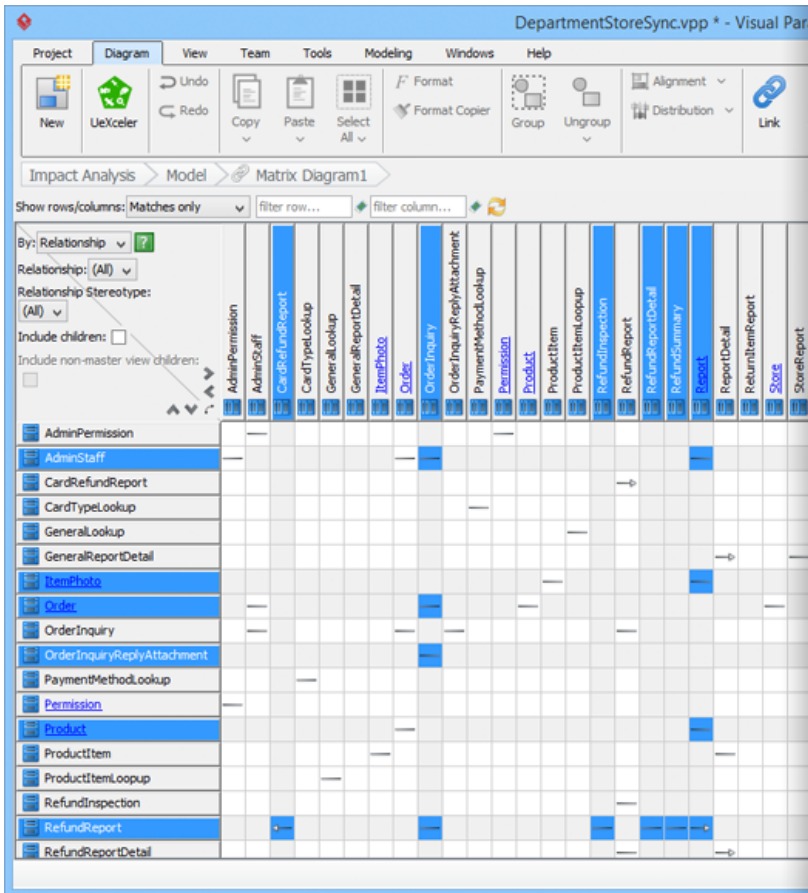 DepartmentStoreSync.vpp * - Visual Par
Project Diagram View Team Tools Modeling Windows Help
New UeXceler Undo Redo Copy Paste Select All Format Format Copier Group Ungroup Alignment Distribution Link
Impact Analysis Model Matrix Diagram1
Show rows/columns: Matches only filter row... filter column...
By: Relationship ?
Relationship: (All)
Relationship Stereotype:
(All)
Include children:
Include non-master view children:
AdminPermission
AdminStaff
CardRefundReport
CardTypeLookup
GeneralLookup
GeneralReportDetail
ItemPhoto
Order
OrderInquiry
OrderInquiryReplyAttachment
PaymentMethodLookup
Permission
Product
ProductItem
ProductItemLoopup
RefundInspection
RefundReport
RefundReportDetail
RefundSummary
Report
ReportDetail
ReturnItemReport
Store
StoreReport
AdminPermission
AdminStaff
CardRefundReport
CardTypeLookup
GeneralLookup
GeneralReportDetail
ItemPhoto
Order
OrderInquiry
OrderInquiryReplyAttachment
PaymentMethodLookup
Permission
Product
ProductItem
ProductItemLoopup
RefundInspection
RefundReport
RefundReportDetail